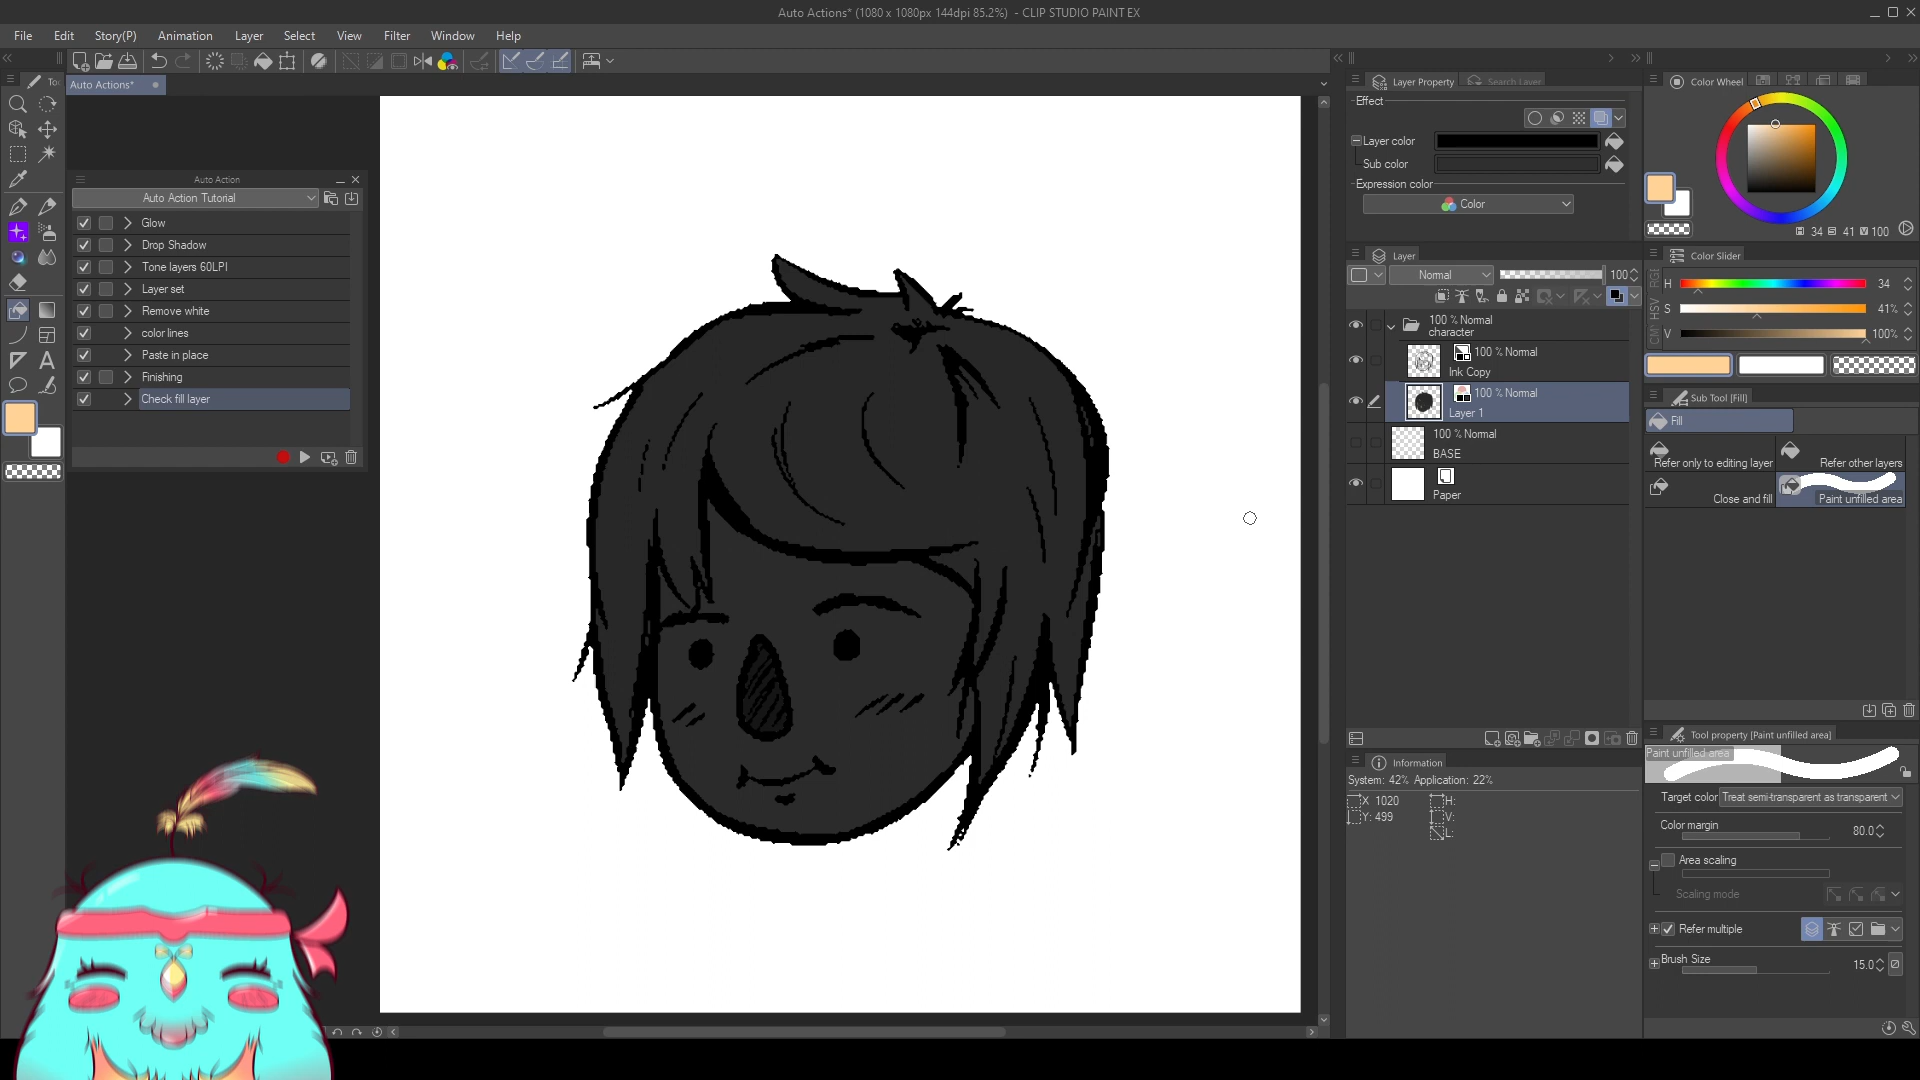 Auto Actions* (1080 x 1080px 144dpi 85.2%) - CLIP STUDIO PAINT EX
File Edit Story(P) Animation Layer Select View Filter Window Help
Auto Actions*
Auto Action
Auto Action Tutorial
Glow
Drop Shadow
Tone layers 60LPI
Layer set
Remove white
color lines
Paste in place
Finishing
Check fill layer
Layer Property Search Layer
Effect
Layer color
Sub color
Expression color
Color
Layer
Normal 100
100 % Normal
character
100 % Normal
Ink Copy
100 % Normal
Layer 1
100 % Normal
BASE
Paper
Information
System: 42% Application: 22%
X 1020 H:
Y: 499 V:
L:
Color Wheel
34 41 100
Color Slider
H 34
S 41%
V 100%
RGB
HSV
Sub Tool [Fill]
Fill
Refer only to editing layer Refer other layers
Close and fill Paint unfilled area
Tool property [Paint unfilled area]
Paint unfilled area
Target color Treat semi-transparent as transparent
Color margin 80.0
Area scaling
Scaling mode
Refer multiple
Brush Size 15.0